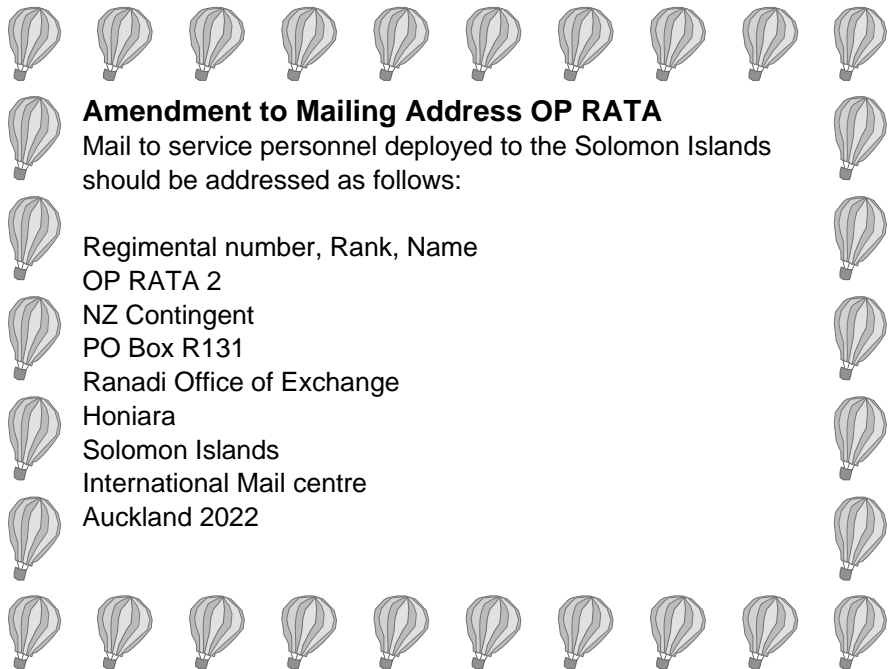 Amendment to Mailing Address OP RATA
Mail to service personnel deployed to the Solomon Islands
should be addressed as follows:
Regimental number, Rank, Name
OP RATA 2
NZ Contingent
PO Box R131
Ranadi Office of Exchange
Honiara
Solomon Islands
International Mail centre
Auckland 2022